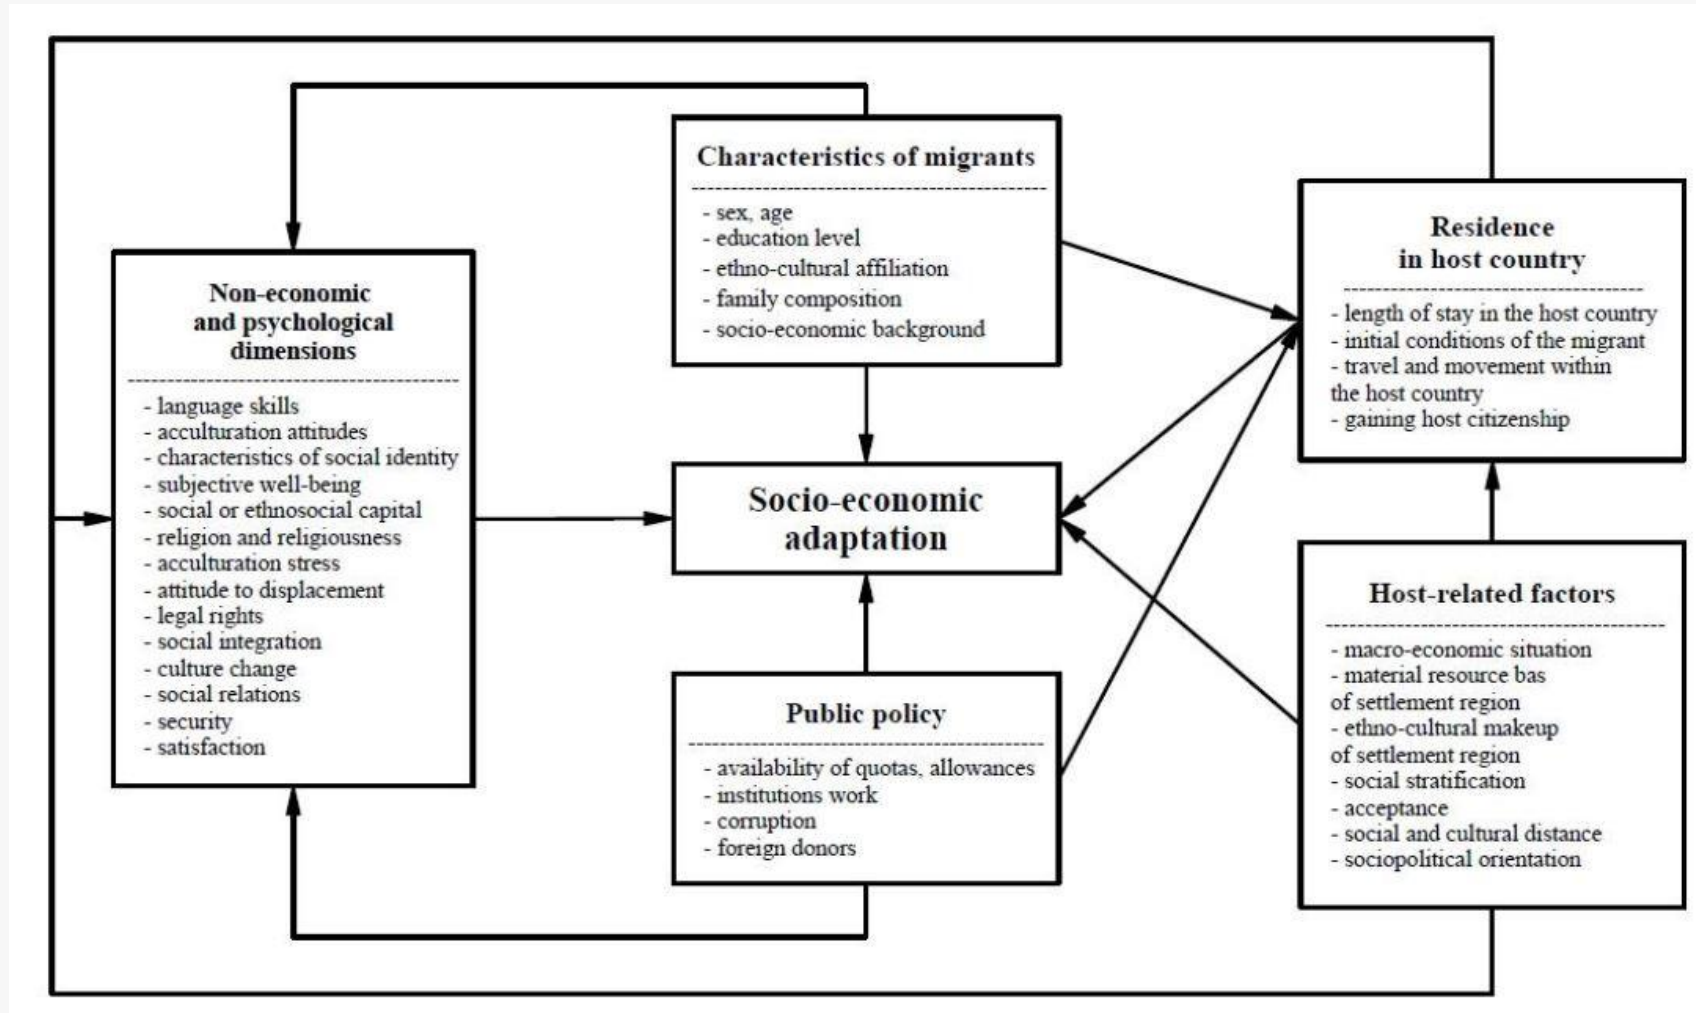 Characteristics of migrants
- sex, age
- education level
- ethno-cultural affiliation
- family composition
- socio-economic background
Residence
in host country
- length of stay in the host country
- initial conditions of the migrant
- travel and movement within
the host country
- gaining host citizenship
Non-economic
and psychological
dimensions
- language skills
- acculturation attitudes
- characteristics of social identity
- subjective well-being
- social or ethnosocial capital
- religion and religiousness
- acculturation stress
- attitude to displacement
- legal rights
- social integration
- culture change
- social relations
- security
- satisfaction
Socio-economic
adaptation
Public policy
- availability of quotas, allowances
- institutions work
- corruption
- foreign donors
Host-related factors
- macro-economic situation
- material resource bas
of settlement region
- ethno-cultural makeup
of settlement region
- social stratification
- acceptance
- social and cultural distance
- sociopolitical orientation